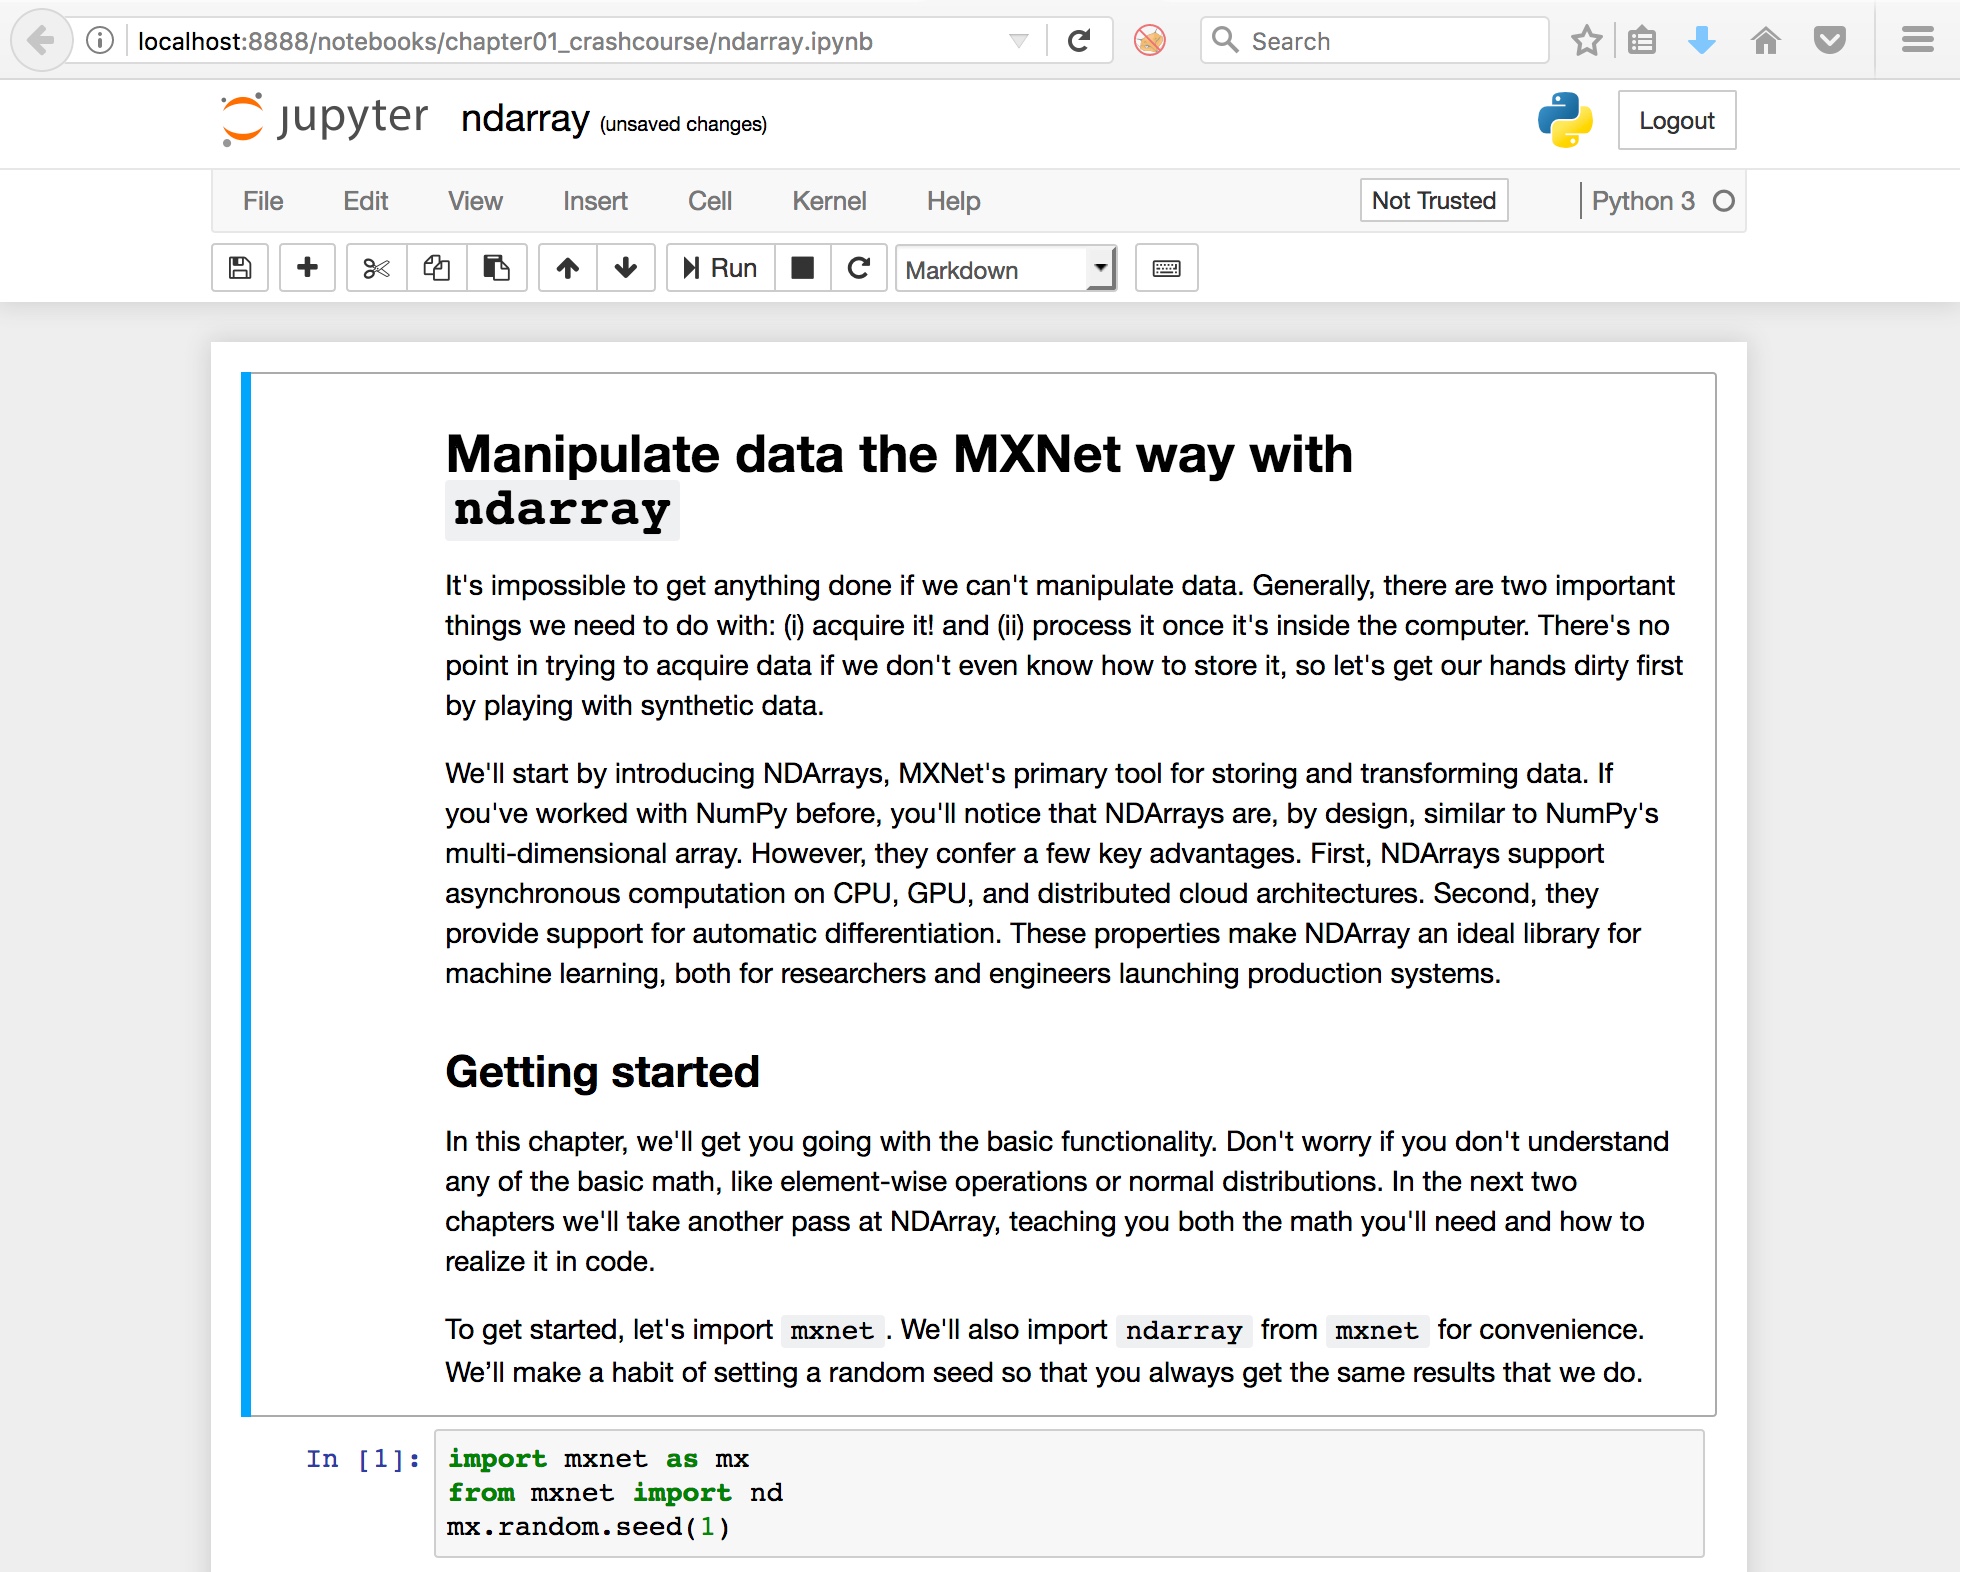 localhost:8888/notebooks/chapter01_crashcourse/ndarray.ipynb
Search
jupyter ndarray (unsaved changes)
Logout
File Edit View Insert Cell Kernel Help Not Trusted Python 3
Run Markdown
Manipulate data the MXNet way with
ndarray
It's impossible to get anything done if we can't manipulate data. Generally, there are two important
things we need to do with: (i) acquire it! and (ii) process it once it's inside the computer. There's no
point in trying to acquire data if we don't even know how to store it, so let's get our hands dirty first
by playing with synthetic data.
We'll start by introducing NDArrays, MXNet's primary tool for storing and transforming data. If
you've worked with NumPy before, you'll notice that NDArrays are, by design, similar to NumPy's
multi-dimensional array. However, they confer a few key advantages. First, NDArrays support
asynchronous computation on CPU, GPU, and distributed cloud architectures. Second, they
provide support for automatic differentiation. These properties make NDArray an ideal library for
machine learning, both for researchers and engineers launching production systems.
Getting started
In this chapter, we'll get you going with the basic functionality. Don't worry if you don't understand
any of the basic math, like element-wise operations or normal distributions. In the next two
chapters we'll take another pass at NDArray, teaching you both the math you'll need and how to
realize it in code.
To get started, let's import mxnet . We'll also import ndarray from mxnet for convenience.
We’ll make a habit of setting a random seed so that you always get the same results that we do.
In [1]: import mxnet as mx
from mxnet import nd
mx.random.seed(1)